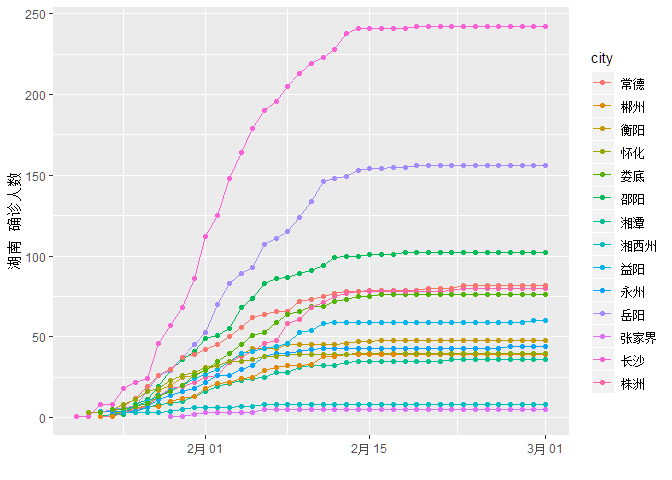 250
200
150
100
50
0
湖南 确诊人数
2月 01
2月 15
3月 01
city
常德
郴州
衡阳
怀化
娄底
邵阳
湘潭
湘西州
益阳
永州
岳阳
张家界
长沙
株洲